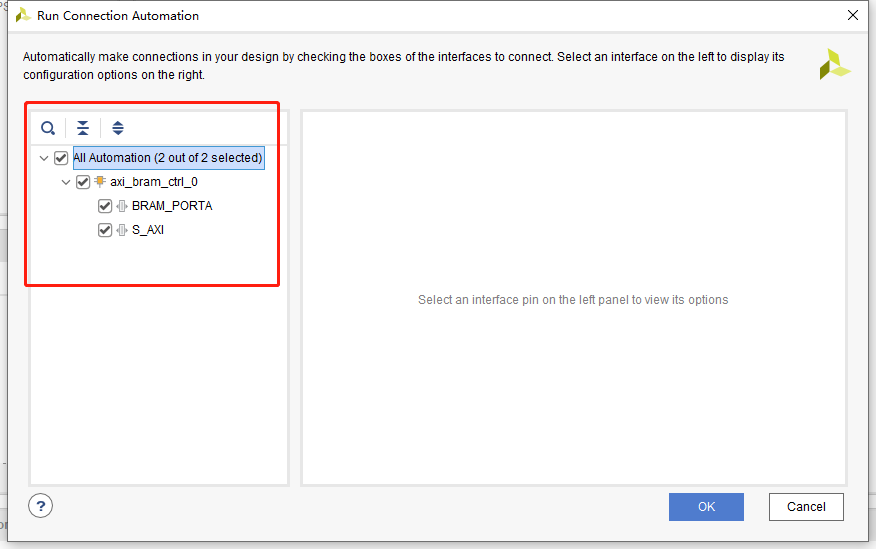 Run Connection Automation
Automatically make connections in your design by checking the boxes of the interfaces to connect. Select an interface on the left to display its
configuration options on the right.
All Automation (2 out of 2 selected)
axi_bram_ctrl_0
BRAM_PORTA
S_AXI
Select an interface pin on the left panel to view its options
?
OK
Cancel